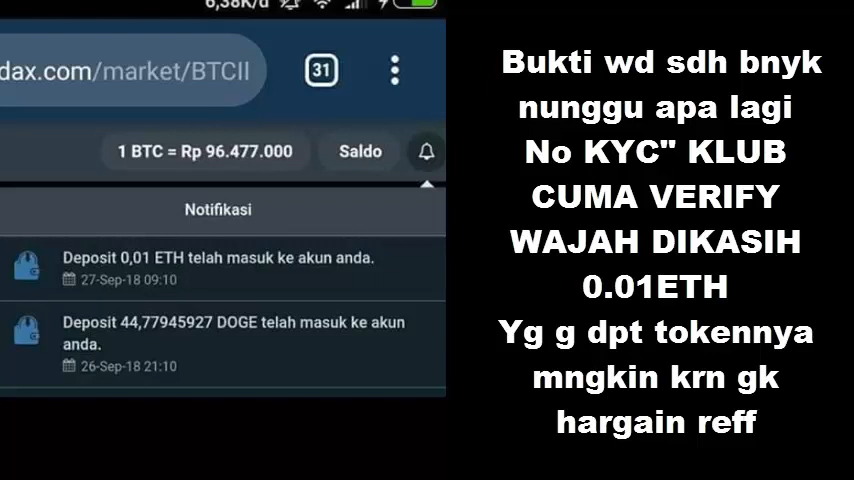 6,38K/d
dax.com/market/BTCII
31
1 BTC = Rp 96.477.000
Saldo
Notifikasi
Deposit 0,01 ETH telah masuk ke akun anda.
27-Sep-18 09:10
Deposit 44,77945927 DOGE telah masuk ke akun
anda.
26-Sep-18 21:10
Bukti wd sdh bnyk
nunggu apa lagi
No KYC" KLUB
CUMA VERIFY
WAJAH DIKASIH
0.01ETH
Yg g dpt tokennya
mngkin krn gk
hargain reff